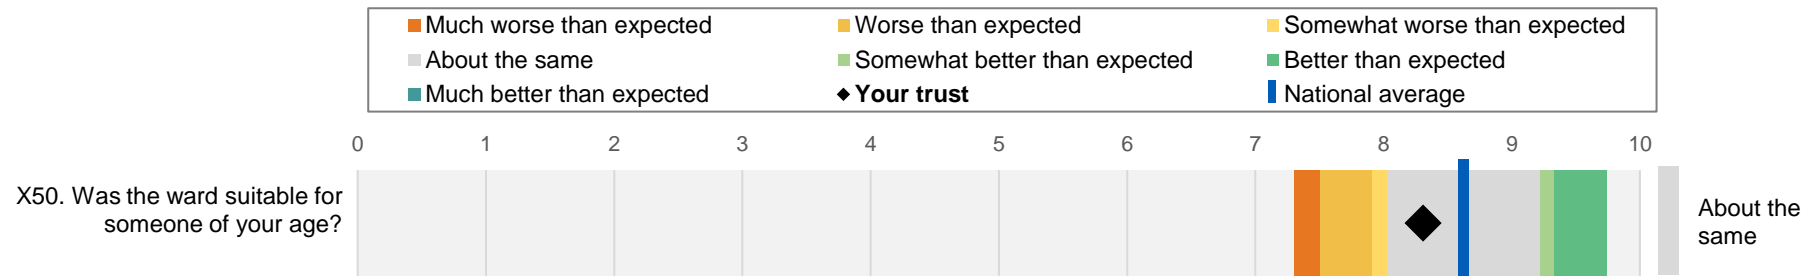 Much worse than expected
Worse than expected
Somewhat worse than expected
About the same
Somewhat better than expected
Better than expected
Much better than expected
Your trust
National average
0 1 2 3 4 5 6 7 8 9 10
X50. Was the ward suitable for
someone of your age?
About the
same